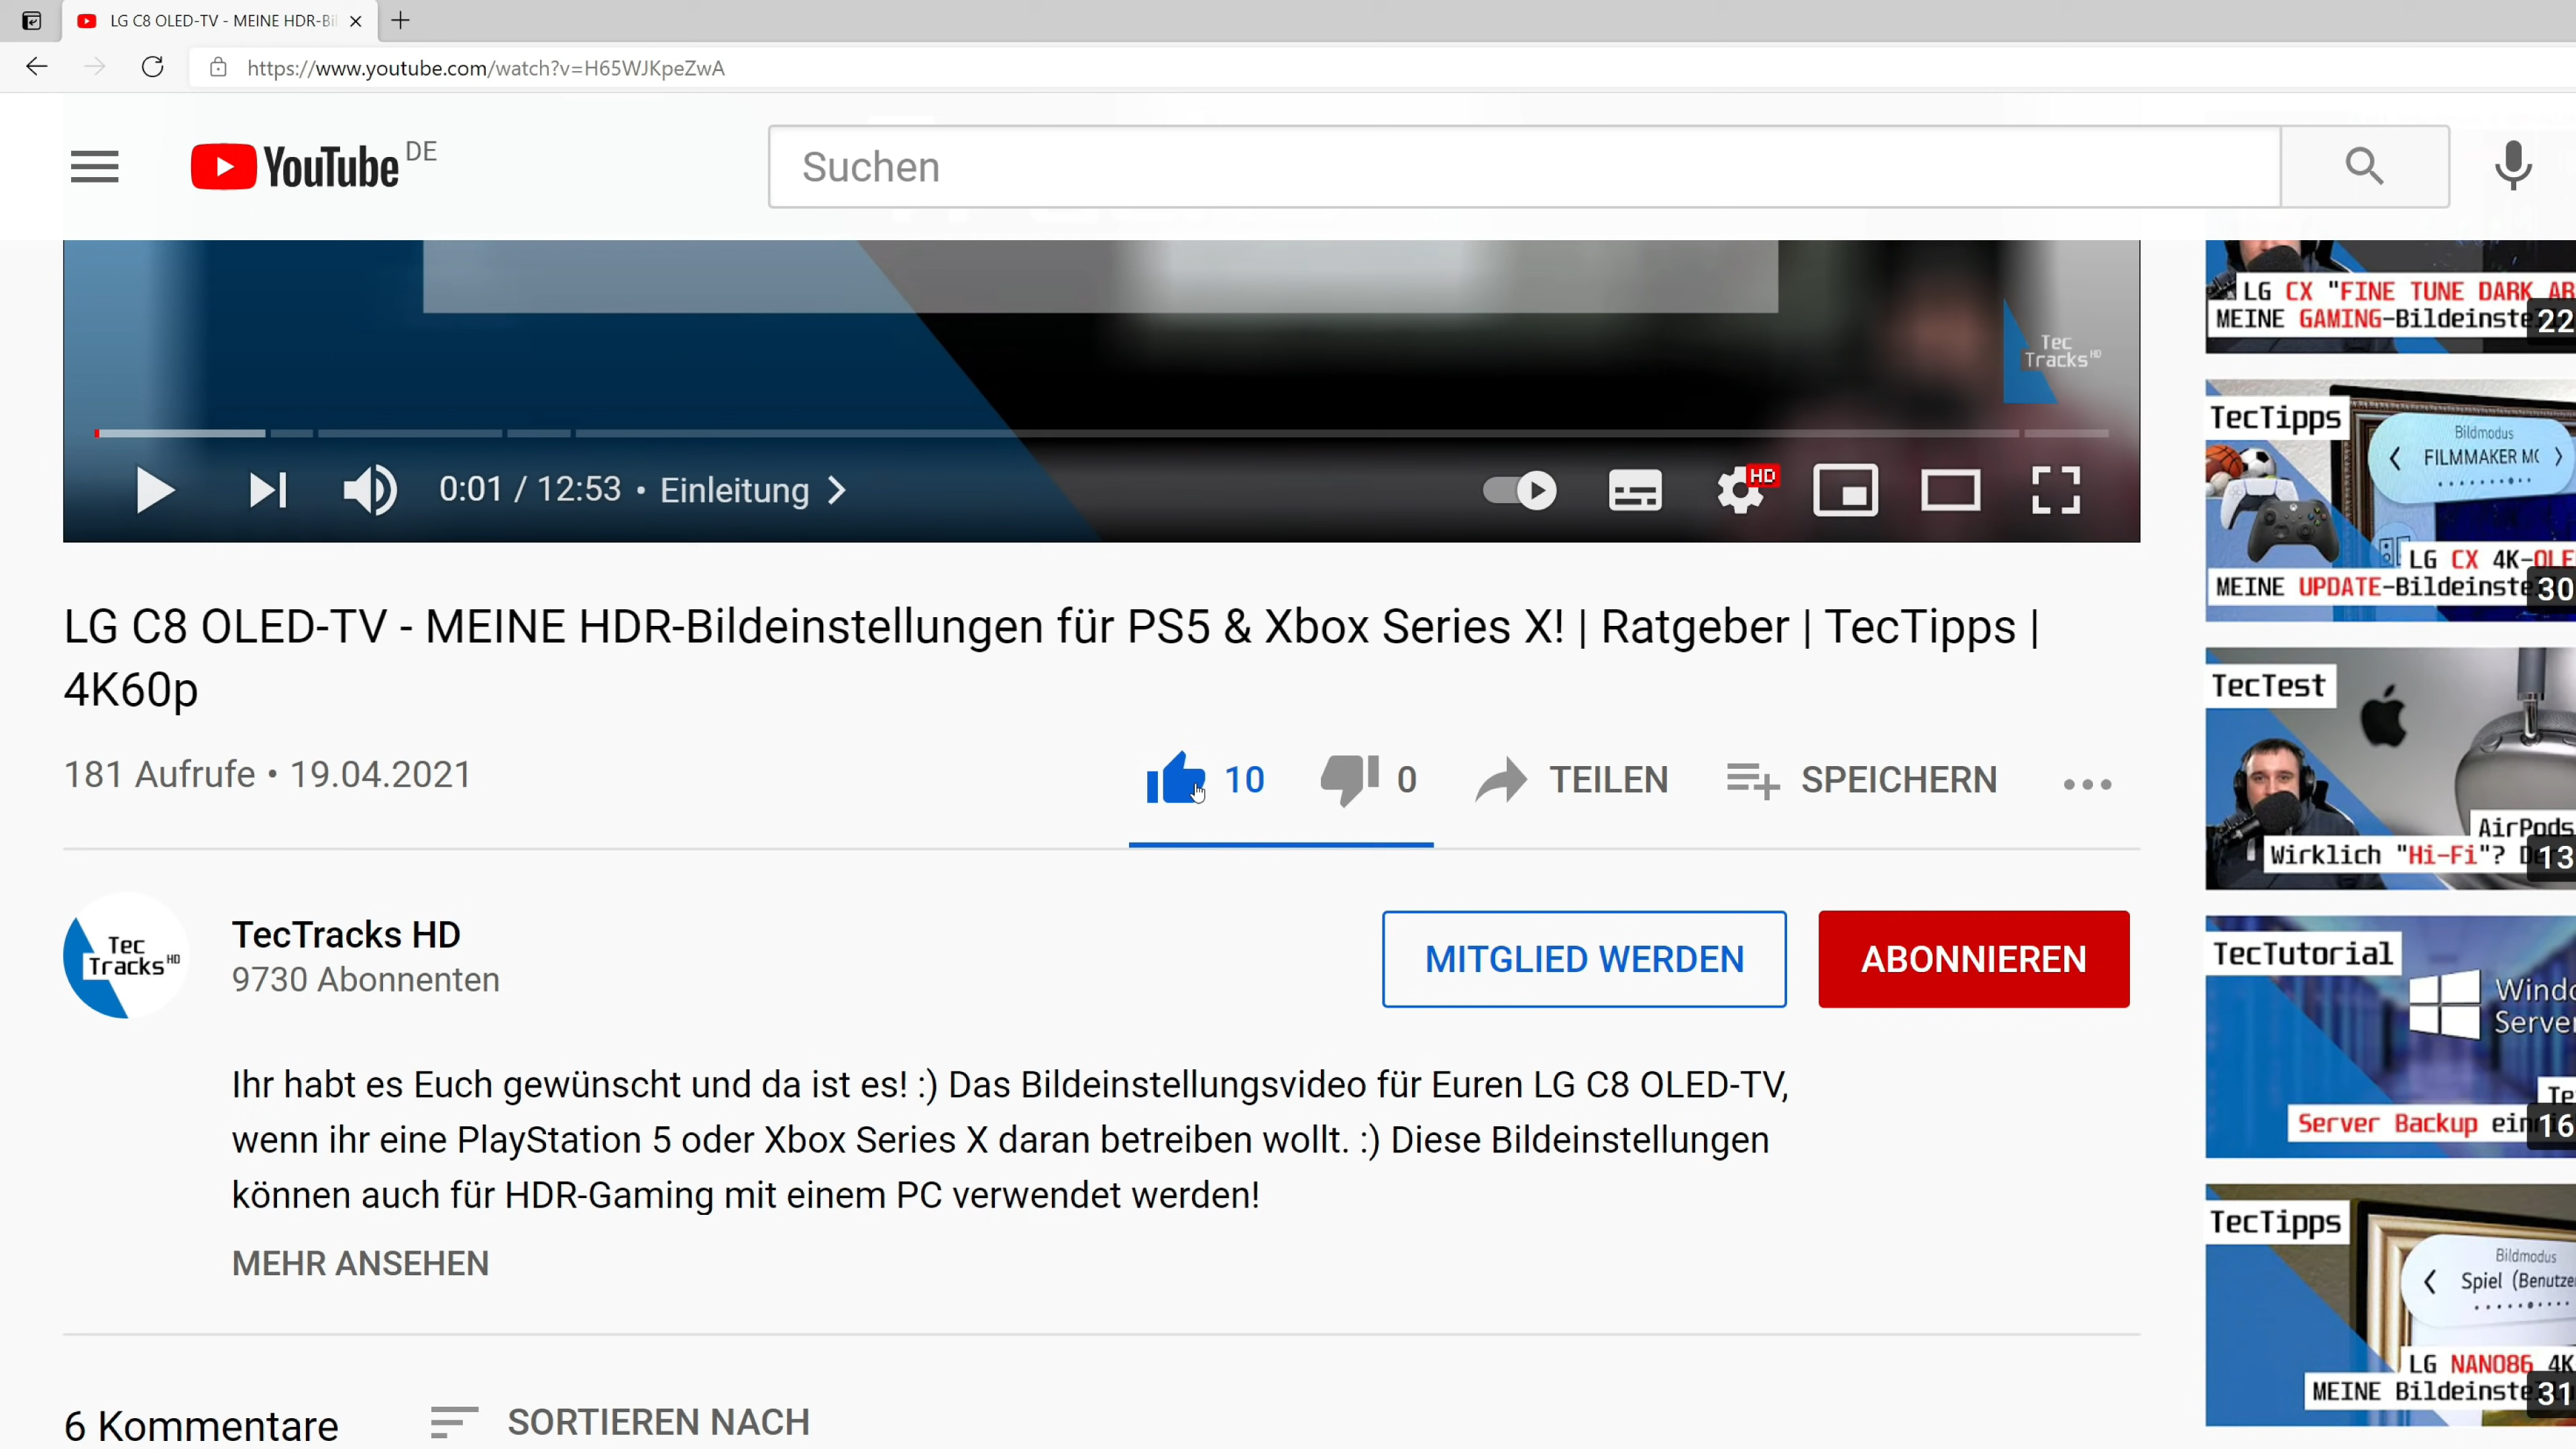 LG C8 OLED-TV - MEINE HDR-Bi
https://www.youtube.com/watch?v=H65WJKpeZwA
YouTube DE
Suchen
Tec
Tracks HD
0:01 / 12:53 • Einleitung
HD
LG C8 OLED-TV - MEINE HDR-Bildeinstellungen für PS5 & Xbox Series X! | Ratgeber | TecTipps |
4K60p
181 Aufrufe • 19.04.2021
10
0
TEILEN
SPEICHERN
Tec
Tracks HD
TecTracks HD
9730 Abonnenten
MITGLIED WERDEN
ABONNIEREN
Ihr habt es Euch gewünscht und da ist es! :) Das Bildeinstellungsvideo für Euren LG C8 OLED-TV,
wenn ihr eine PlayStation 5 oder Xbox Series X daran betreiben wollt. :) Diese Bildeinstellungen
können auch für HDR-Gaming mit einem PC verwendet werden!
MEHR ANSEHEN
6 Kommentare
SORTIEREN NACH
LG CX "FINE TUNE DARK AR
MEINE GAMING-Bildeinste
22
TecTipps
Bildmodus
FILMMAKER MO
LG CX 4K-OLE
MEINE UPDATE-Bildeinste
30
TecTest
AirPods
Wirklich "Hi-Fi"?
13
TecTutorial
Windo
Server
Te
Server Backup ein
16
TecTipps
Bildmodus
Spiel (Benutze
LG NANO86 4K
MEINE Bildeinste
31